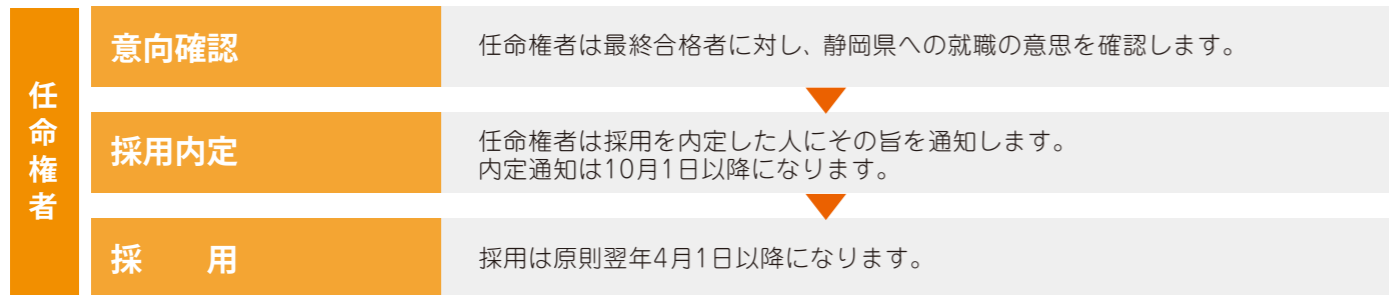 任命権者
意向確認
任命権者は最終合格者に対し、静岡県への就職の意思を確認します。
採用内定
任命権者は採用を内定した人にその旨を通知します。
内定通知は10月1日以降になります。
採　　用
採用は原則翌年4月1日以降になります。